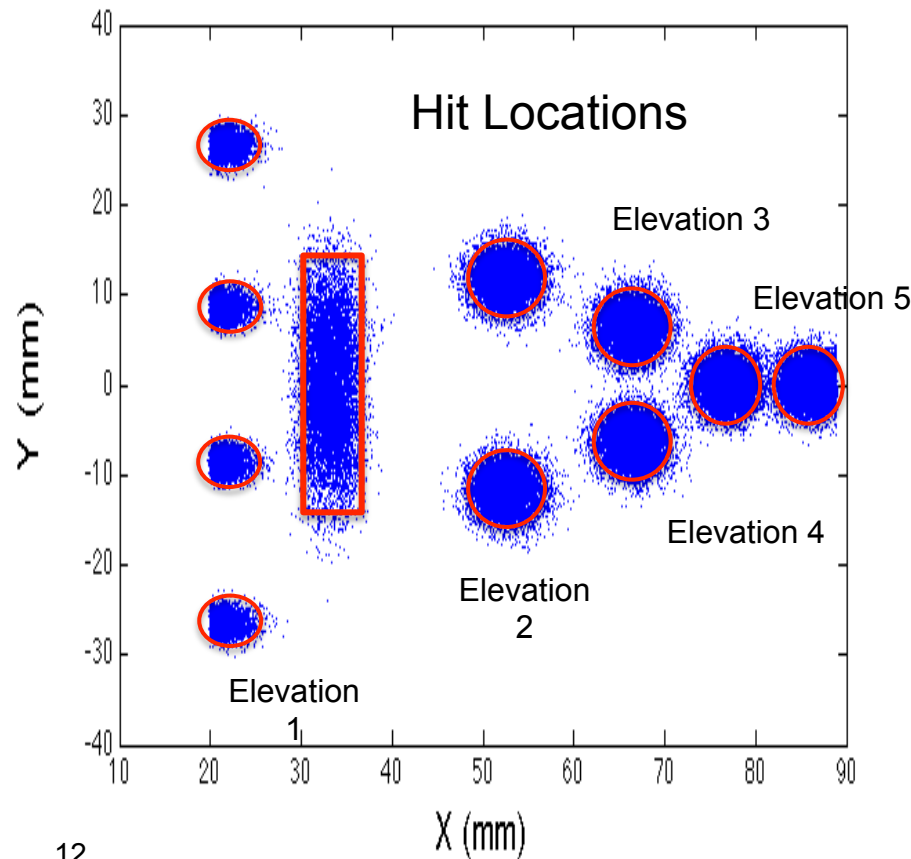 40
30
20
10
0
-10
-20
-30
-40
Y (mm)
Hit Locations
Elevation 3
Elevation 5
Elevation 4
Elevation
2
Elevation
1
10 20 30 40 50 60 70 80 90
X (mm)
12